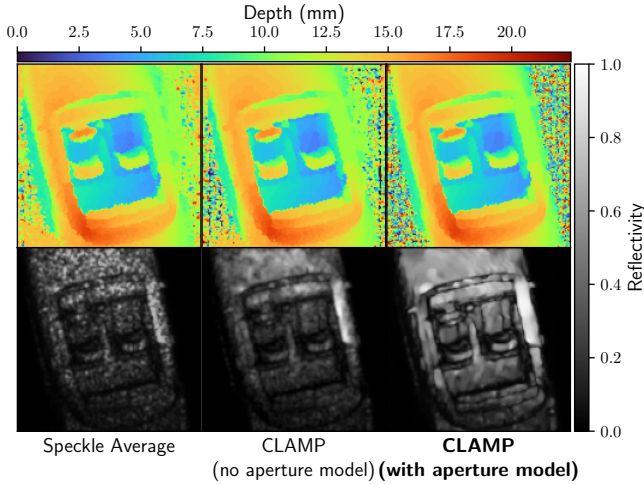 Depth (mm)
0.0 2.5 5.0 7.5 10.0 12.5 15.0 17.5 20.0
1.0
0.8
0.6
0.4
0.2
0.0
Reflectivity
Speckle Average
CLAMP
(no aperture model)
CLAMP
(with aperture model)